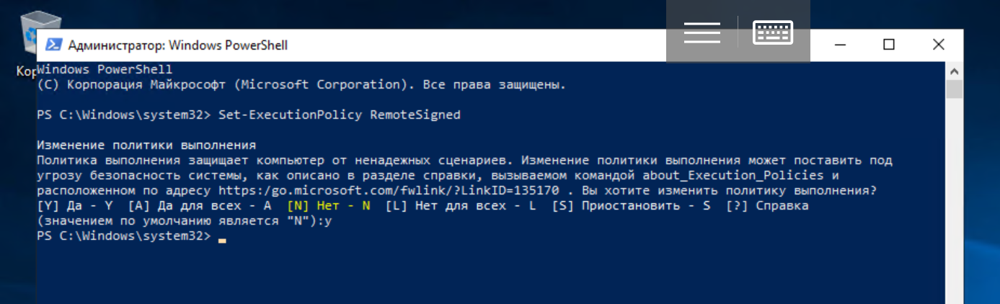 Администратор: Windows PowerShell
Кор
Windows PowerShell
(C) Корпорация Майкрософт (Microsoft Corporation). Все права защищены.
PS C:\Windows\system32> Set-ExecutionPolicy RemoteSigned
Изменение политики выполнения
Политика выполнения защищает компьютер от ненадежных сценариев. Изменение политики выполнения может поставить под
угрозу безопасность системы, как описано в разделе справки, вызываемом командой about_Execution_Policies и
расположенном по адресу https:/go.microsoft.com/fwlink/?LinkID=135170 . Вы хотите изменить политику выполнения?
[Y] Да - Y  [A] Да для всех - A  [N] Нет - N  [L] Нет для всех - L  [S] Приостановить - S  [?] Справка
(значением по умолчанию является "N"):y
PS C:\Windows\system32>